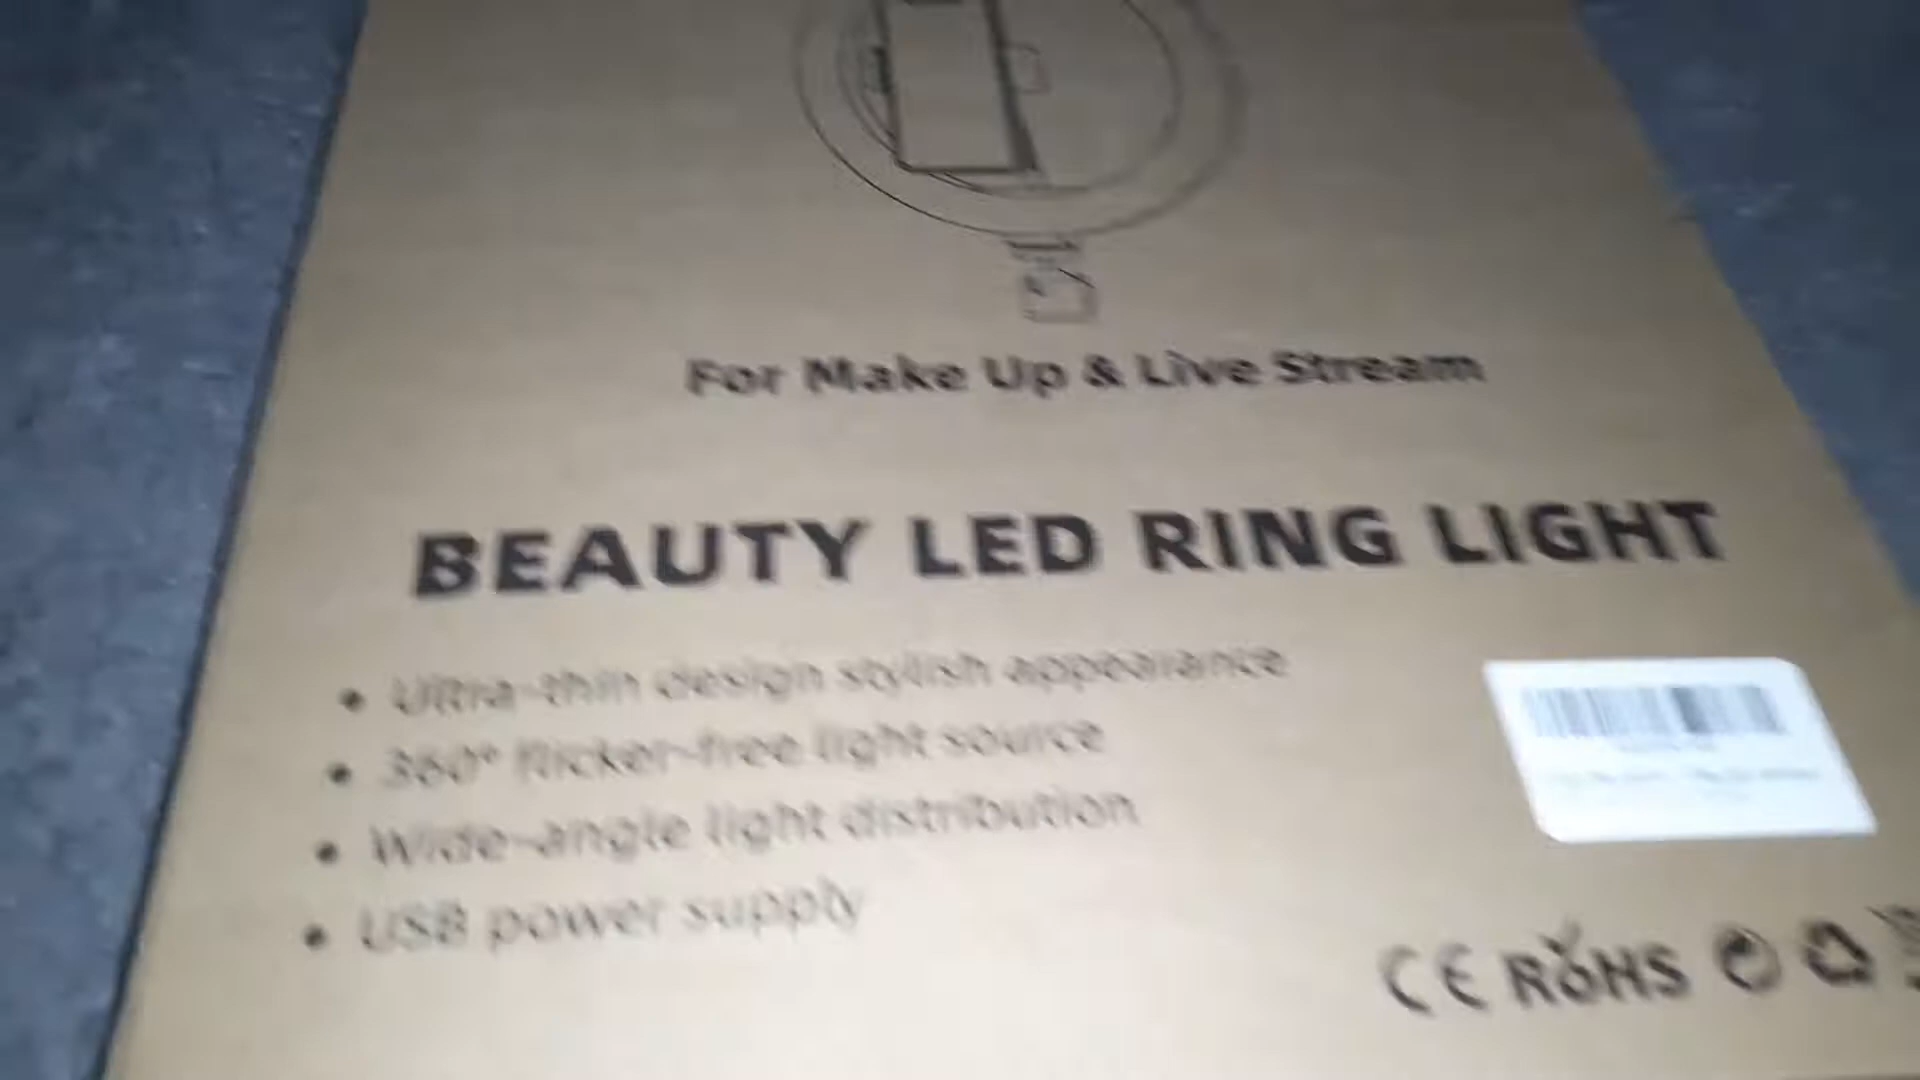 For Make Up & Live Stream
BEAUTY LED RING LIGHT
• Ultra-thin design stylish appearance
• 360° flicker-free light source
• Wide-angle light distribution
• USB power supply
CE RoHS